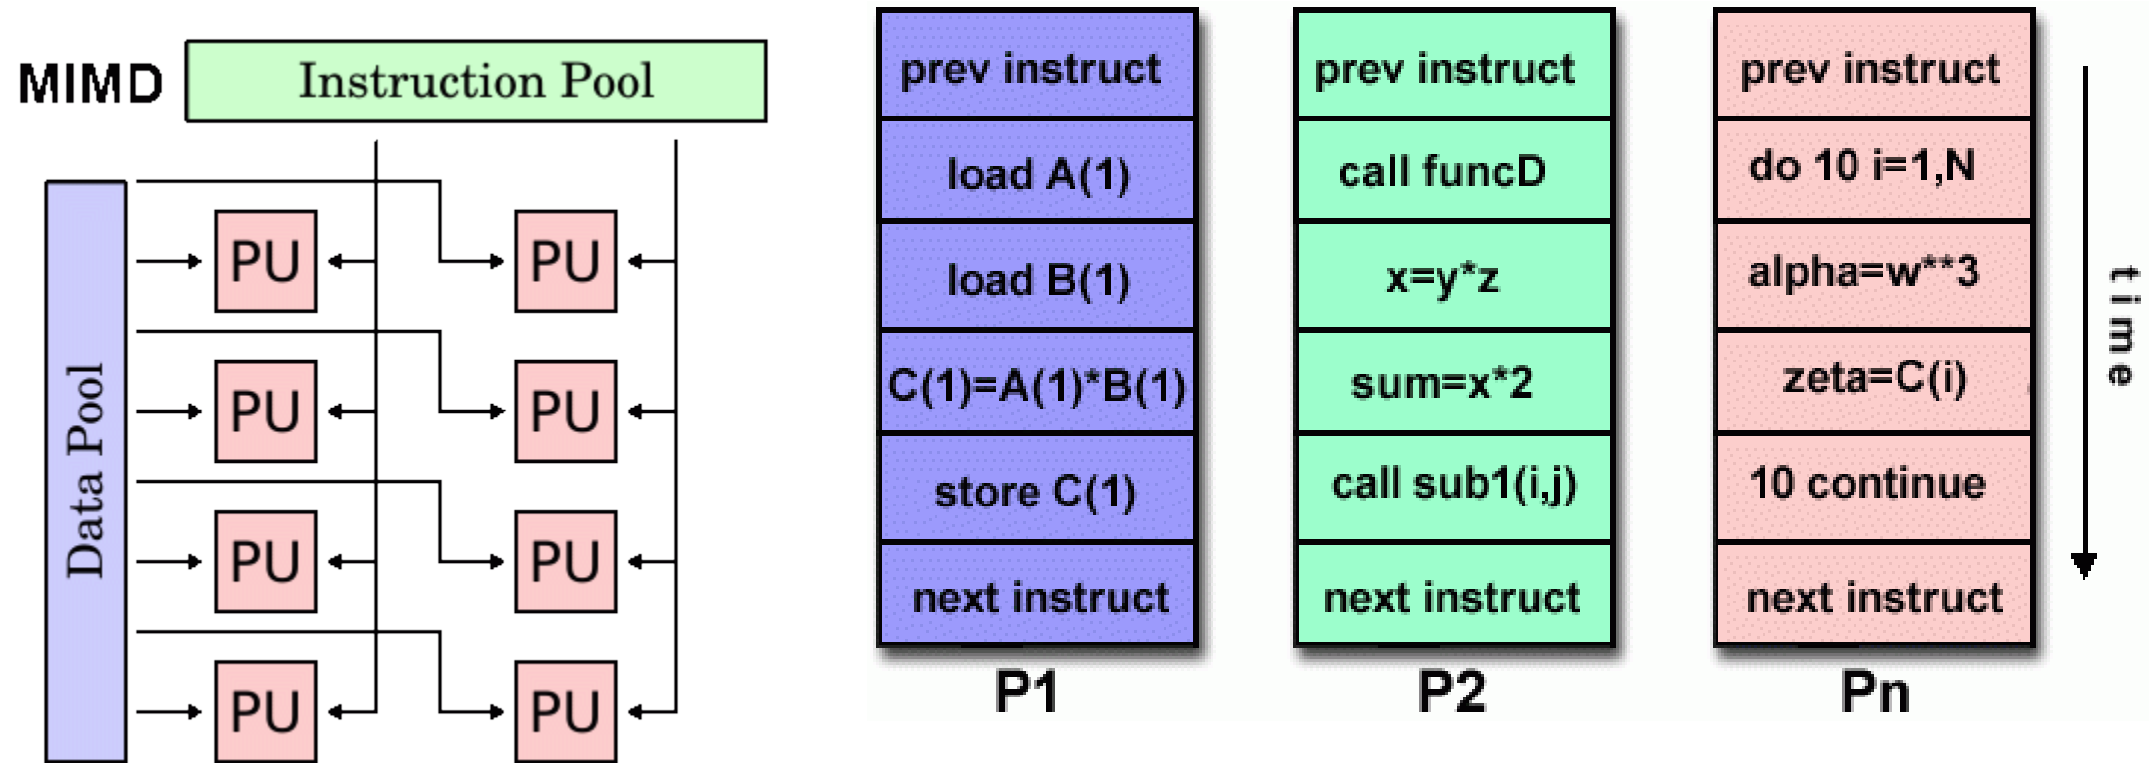 MIMD
Instruction Pool
Data Pool
PU PU
PU PU
PU PU
PU PU
prev instruct
load A(1)
load B(1)
C(1)=A(1)*B(1)
store C(1)
next instruct
P1
prev instruct
call funcD
x=y*z
sum=x*2
call sub1(i,j)
next instruct
P2
prev instruct
do 10 i=1,N
alpha=w**3
zeta=C(i)
10 continue
next instruct
Pn
time